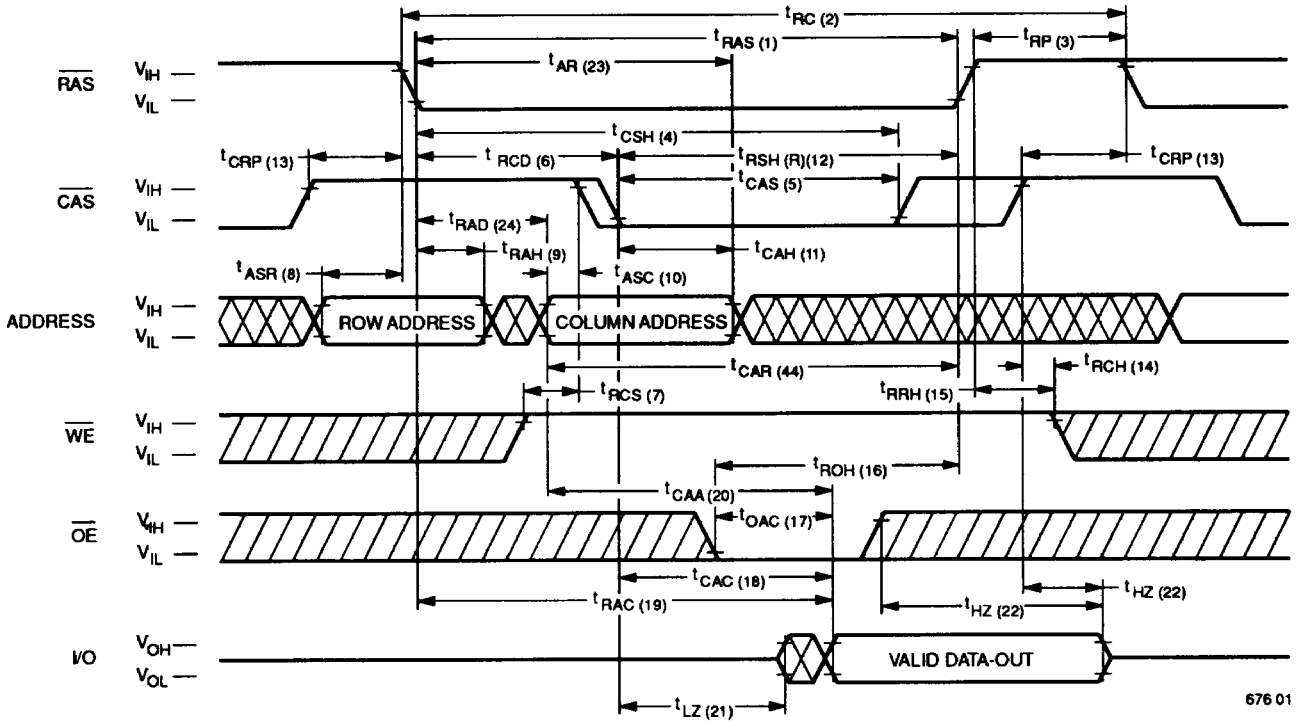 tRC (2)
tRAS (1)
tRP (3)
tAR (23)
RAS
VIH
VIL
tCSH (4)
tCRP (13)
tRCD (6)
tRSH (R)(12)
tCRP (13)
tCAS (5)
CAS
VIH
VIL
tRAD (24)
tRAH (9)
tCAH (11)
tASR (8)
tASC (10)
ADDRESS
VIH
VIL
ROW ADDRESS
COLUMN ADDRESS
tCAR (44)
tRCH (14)
tRCS (7)
tRRH (15)
WE
VIH
VIL
tROH (16)
tCAA (20)
tOAC (17)
OE
VIH
VIL
tCAC (18)
tRAC (19)
tHZ (22)
tHZ (22)
I/O
VOH
VOL
VALID DATA-OUT
tLZ (21)
676 01